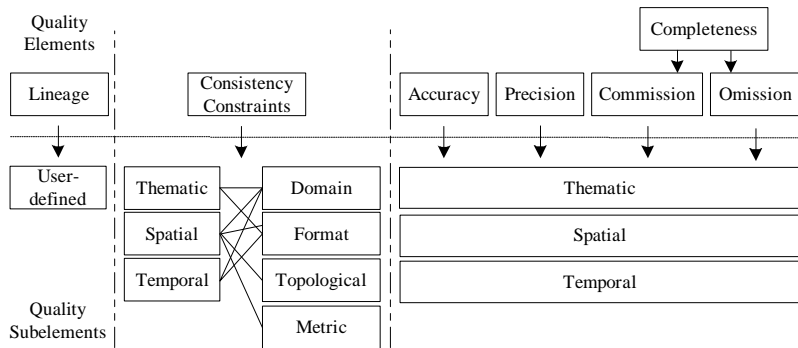 Quality
Elements
Completeness
Lineage
Consistency
Constraints
Accuracy
Precision
Commission
Omission
User-
defined
Thematic
Domain
Thematic
Spatial
Format
Spatial
Temporal
Topological
Temporal
Metric
Quality
Subelements